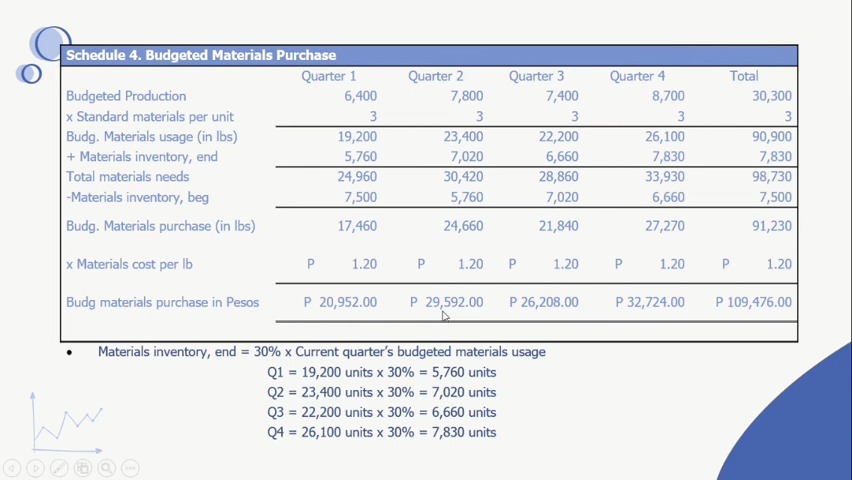 Schedule 4. Budgeted Materials Purchase
Quarter 1 Quarter 2 Quarter 3 Quarter 4 Total
Budgeted Production 6,400 7,800 7,400 8,700 30,300
x Standard materials per unit 3 3 3 3 3
Budg. Materials usage (in lbs) 19,200 23,400 22,200 26,100 90,900
+ Materials inventory, end 5,760 7,020 6,660 7,830 7,830
Total materials needs 24,960 30,420 28,860 33,930 98,730
-Materials inventory, beg 7,500 5,760 7,020 6,660 7,500
Budg. Materials purchase (in lbs) 17,460 24,660 21,840 27,270 91,230
x Materials cost per lb P 1.20 P 1.20 P 1.20 P 1.20 P 1.20
Budg materials purchase in Pesos P 20,952.00 P 29,592.00 P 26,208.00 P 32,724.00 P 109,476.00
• Materials inventory, end = 30% x Current quarter's budgeted materials usage
Q1 = 19,200 units x 30% = 5,760 units
Q2 = 23,400 units x 30% = 7,020 units
Q3 = 22,200 units x 30% = 6,660 units
Q4 = 26,100 units x 30% = 7,830 units